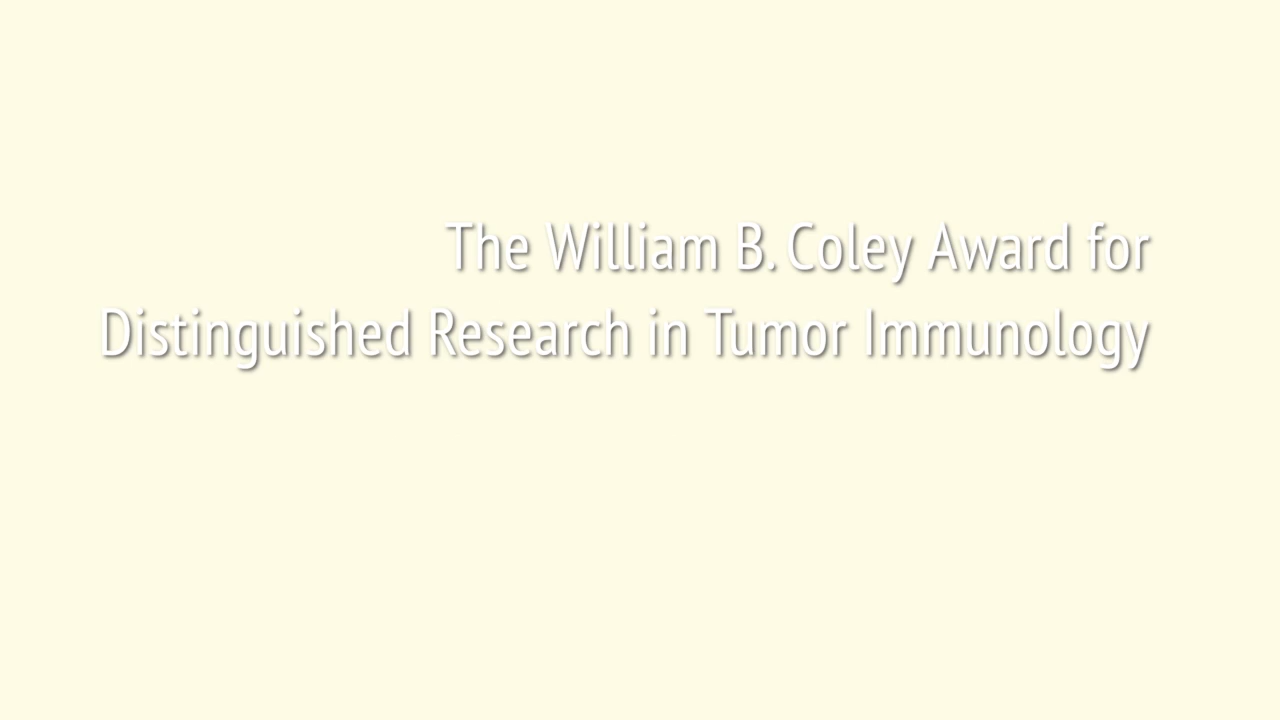 The William B. Coley Award for
Distinguished Research in Tumor Immunology